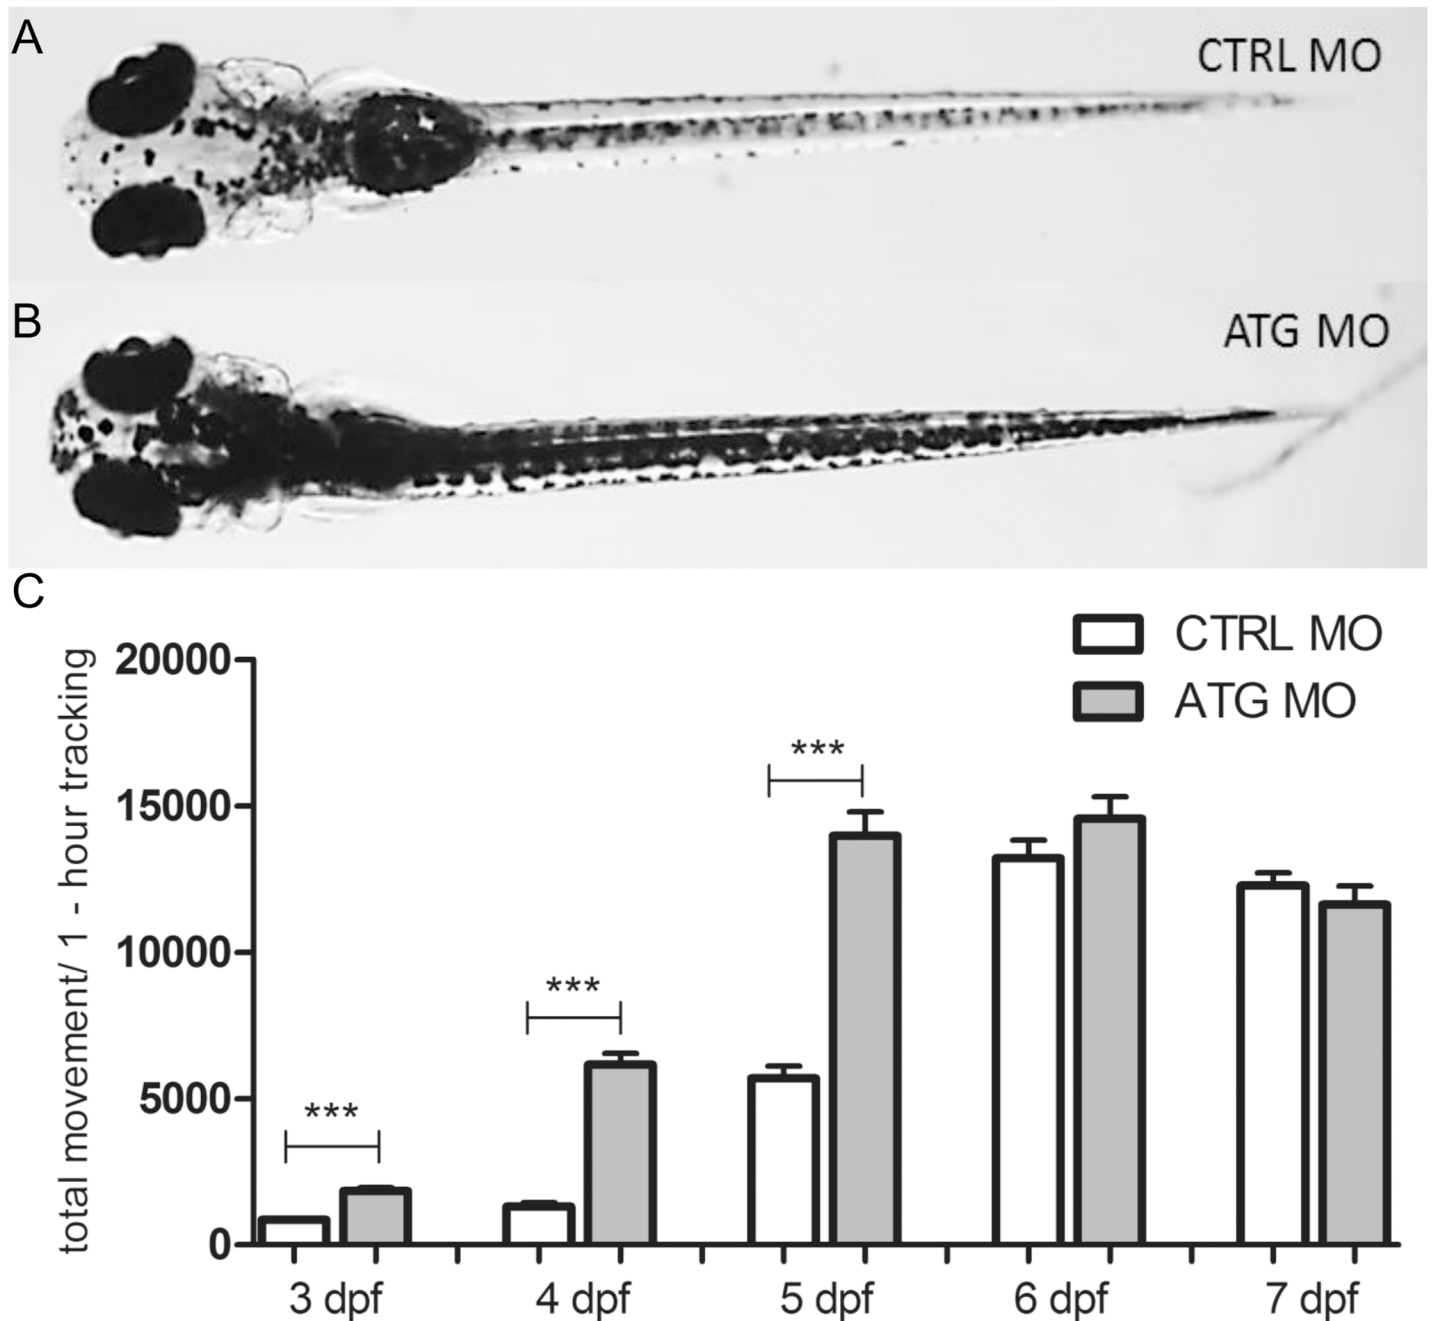 A
CTRL MO
B
ATG MO
C
CTRL MO
ATG MO
total movement/ 1 - hour tracking
20000
15000
10000
5000
0
***
***
***
3 dpf
4 dpf
5 dpf
6 dpf
7 dpf